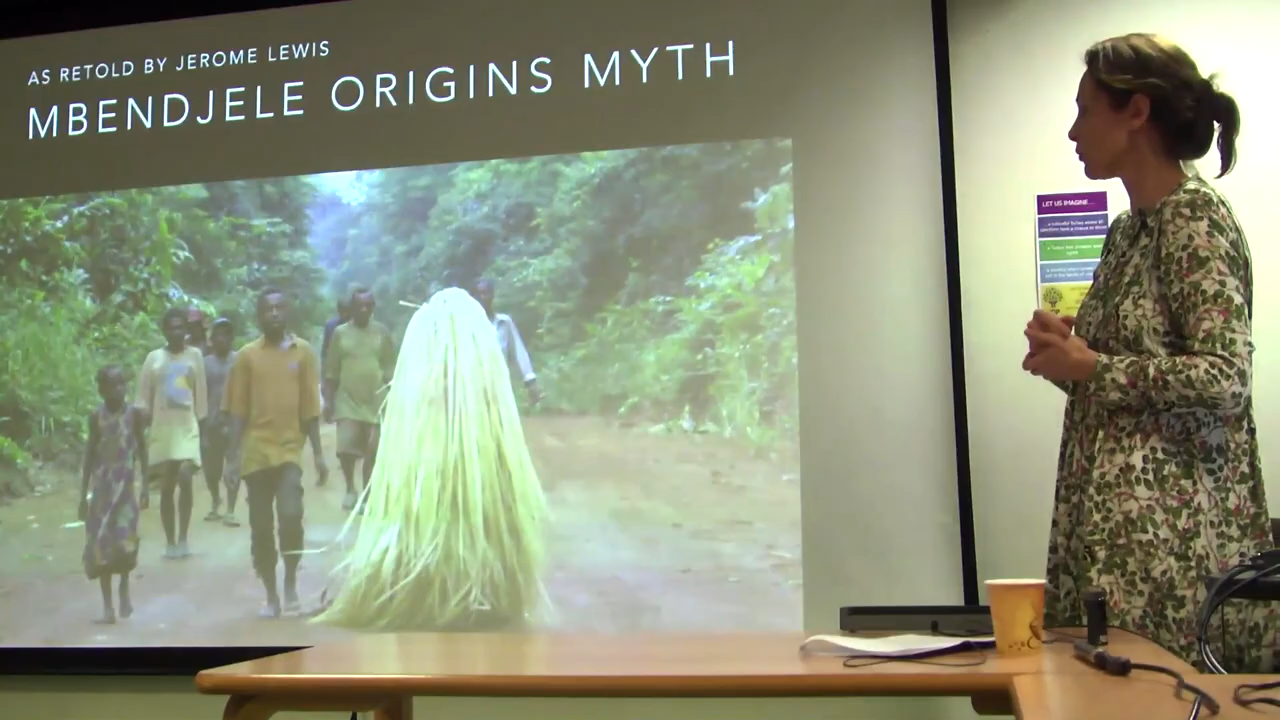 AS RETOLD BY JEROME LEWIS
MBENDJELE ORIGINS MYTH
LET US IMAGINE...